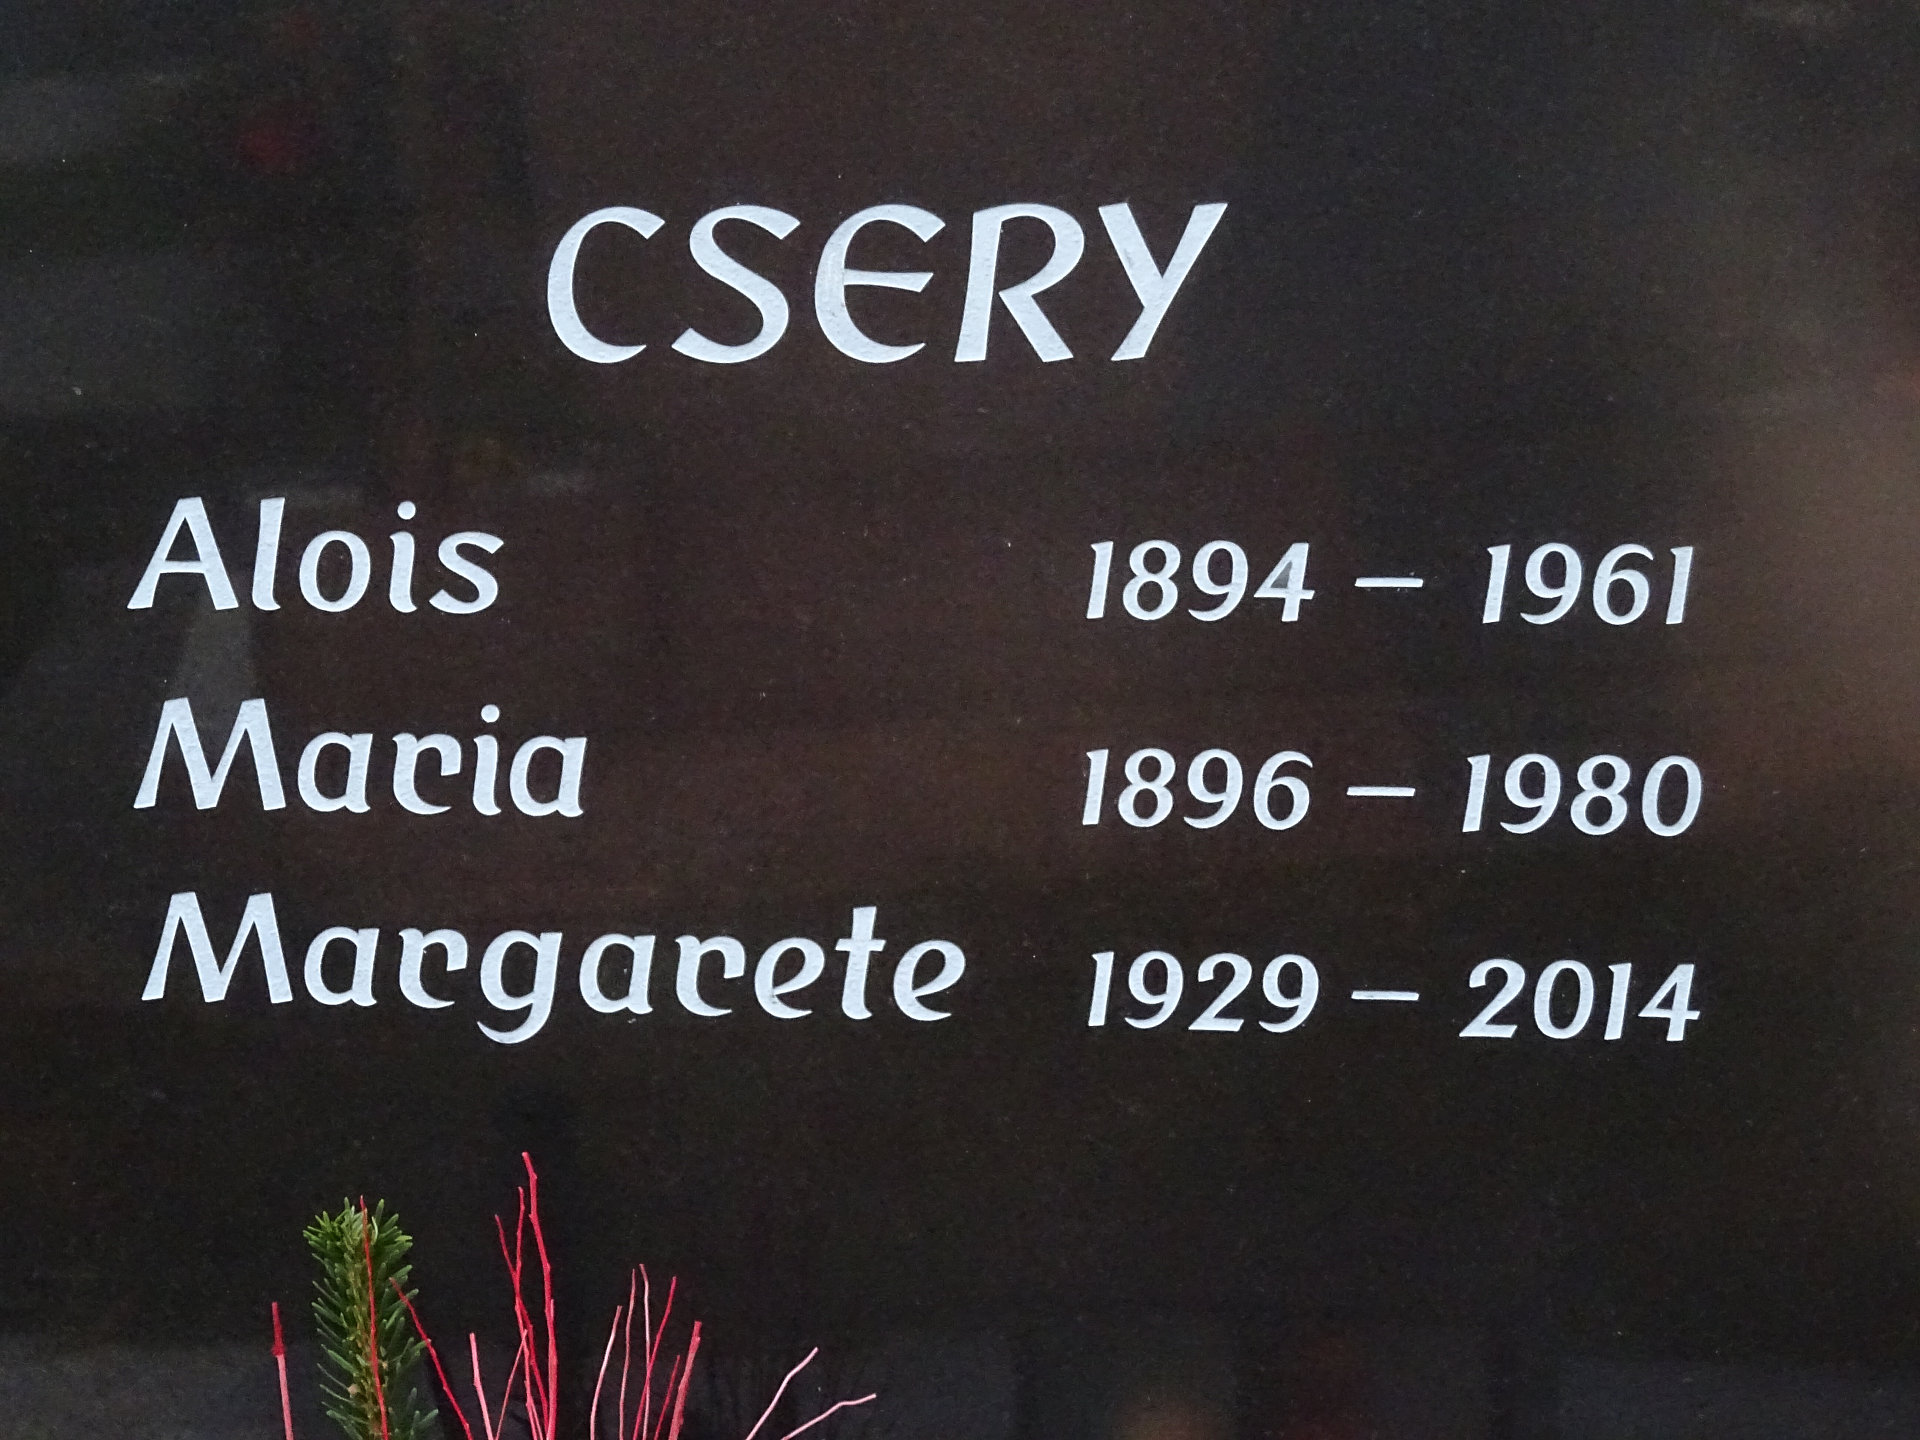 CSERY
Alois 1894 – 1961
Maria 1896 – 1980
Margarete 1929 – 2014